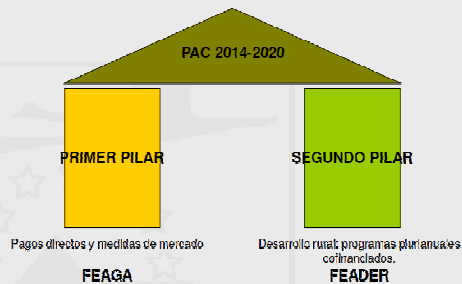 PAC 2014-2020
PRIMER PILAR
SEGUNDO PILAR
Pagos directos y medidas de mercado
Desarrollo rural: programas plurianuales
cofinanciados.
FEAGA
FEADER